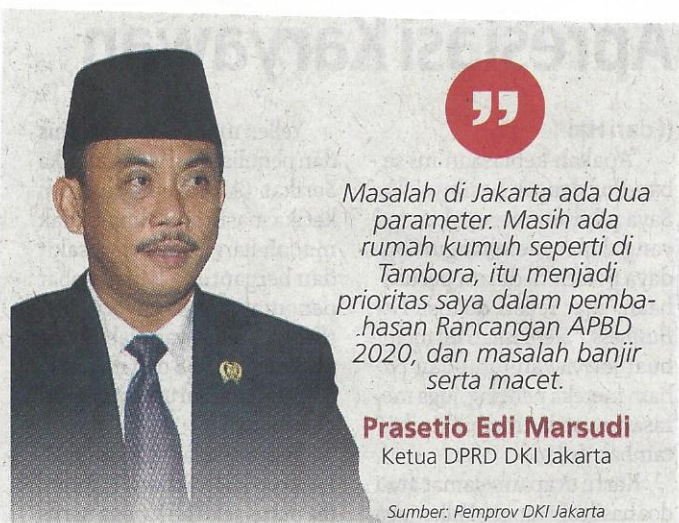 Masalah di Jakarta ada dua
parameter. Masih ada
rumah kumuh seperti di
Tambora, itu menjadi
prioritas saya dalam pemba-
hasan Rancangan APBD
2020, dan masalah banjir
serta macet.
Prasetio Edi Marsudi
Ketua DPRD DKI Jakarta
Sumber: Pemprov DKI Jakarta